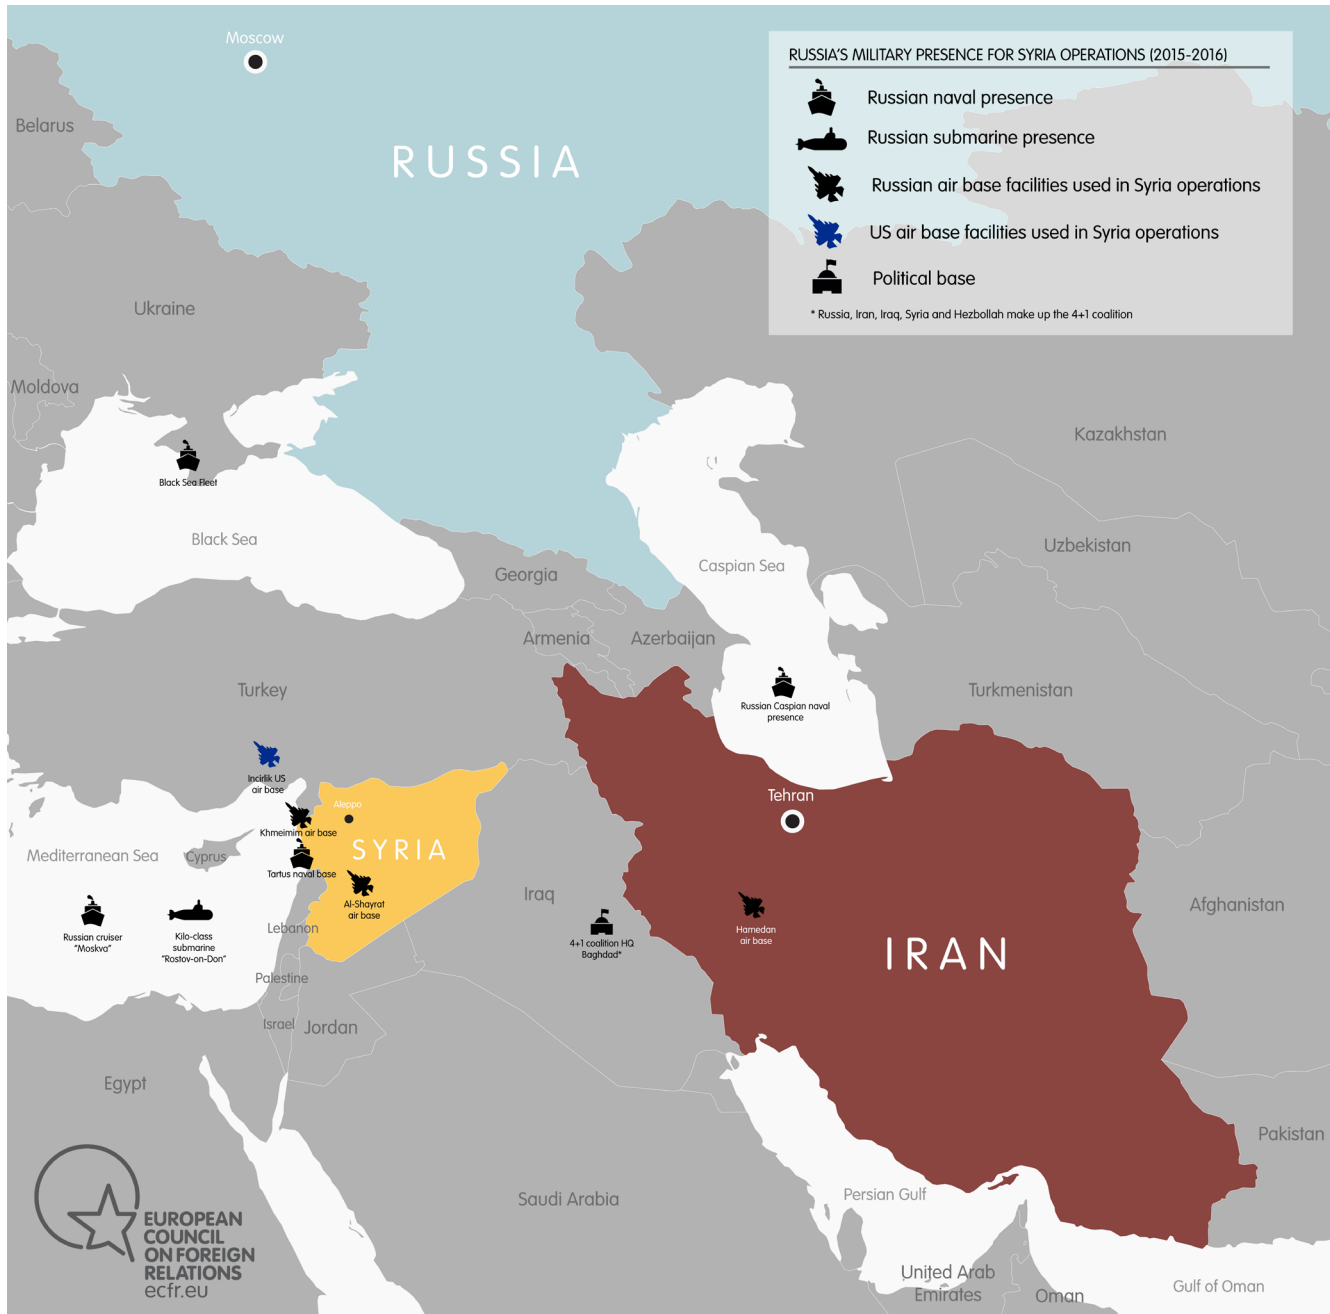 Moscow
RUSSIA'S MILITARY PRESENCE FOR SYRIA OPERATIONS (2015-2016)
Russian naval presence
Russian submarine presence
Russian air base facilities used in Syria operations
US air base facilities used in Syria operations
Political base
* Russia, Iran, Iraq, Syria and Hezbollah make up the 4+1 coalition
Belarus
RUSSIA
Ukraine
Moldova
Kazakhstan
Black Sea Fleet
Black Sea
Uzbekistan
Caspian Sea
Georgia
Armenia
Azerbaijan
Turkey
Turkmenistan
Russian Caspian naval
presence
Incirlik US
air base
Tehran
Aleppo
Khmeimim air base
SYRIA
Mediterranean Sea
Cyprus
Tartus naval base
Iraq
Al-Shayrat
air base
Afghanistan
Lebanon
Russian cruiser
"Moskva"
Kilo-class
submarine
"Rostov-on-Don"
4+1 coalition HQ
Baghdad*
Hamedan
air base
IRAN
Palestine
Israel
Jordan
Egypt
Pakistan
Saudi Arabia
Persian Gulf
EUROPEAN
COUNCIL
ON FOREIGN
RELATIONS
ecfr.eu
United Arab
Emirates
Oman
Gulf of Oman